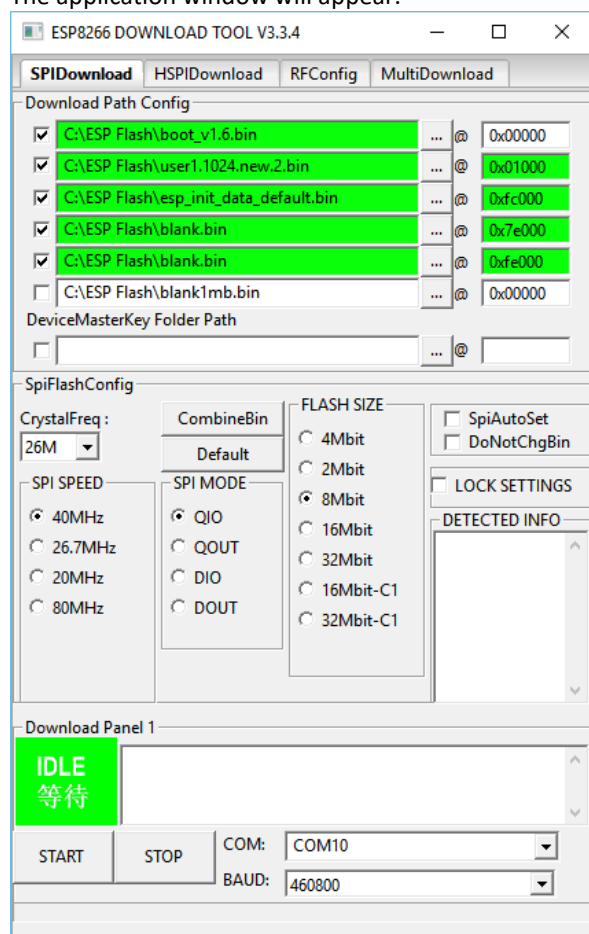 The application window will appear.
ESP8266 DOWNLOAD TOOL V3.3.4
SPIDownload HSPIDownload RFConfig MultiDownload
Download Path Config
C:\ESP Flash\boot_v1.6.bin ... @ 0x00000
C:\ESP Flash\user1.1024.new.2.bin ... @ 0x01000
C:\ESP Flash\esp_init_data_default.bin ... @ 0xfc000
C:\ESP Flash\blank.bin ... @ 0x7e000
C:\ESP Flash\blank.bin ... @ 0xfe000
C:\ESP Flash\blank1mb.bin ... @ 0x00000
DeviceMasterKey Folder Path
... @
SpiFlashConfig
CrystalFreq :
26M
CombineBin
Default
SPI SPEED
40MHz
26.7MHz
20MHz
80MHz
SPI MODE
QIO
QOUT
DIO
DOUT
FLASH SIZE
4Mbit
2Mbit
8Mbit
16Mbit
32Mbit
16Mbit-C1
32Mbit-C1
SpiAutoSet
DoNotChgBin
LOCK SETTINGS
DETECTED INFO
Download Panel 1
IDLE
等待
START
STOP
COM: COM10
BAUD: 460800